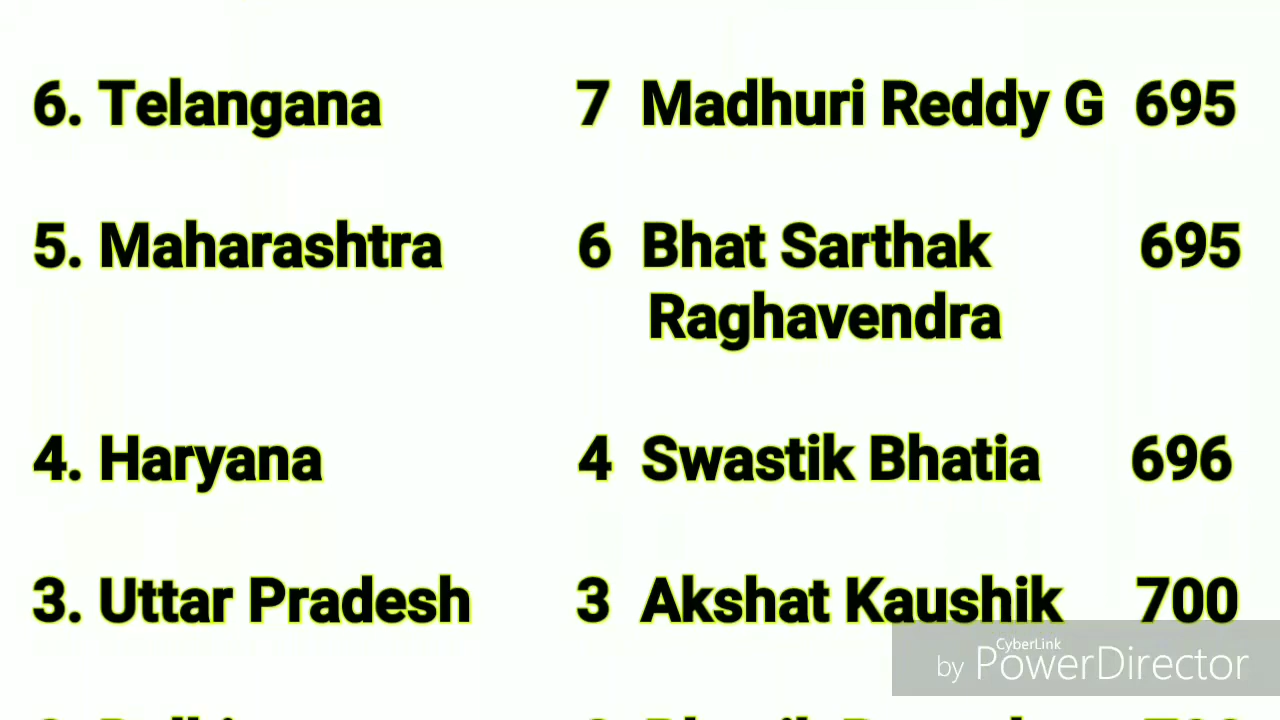 6. Telangana 7 Madhuri Reddy G 695
5. Maharashtra 6 Bhat Sarthak 695
Raghavendra
4. Haryana 4 Swastik Bhatia 696
3. Uttar Pradesh 3 Akshat Kaushik 700
CyberLink
by PowerDirector